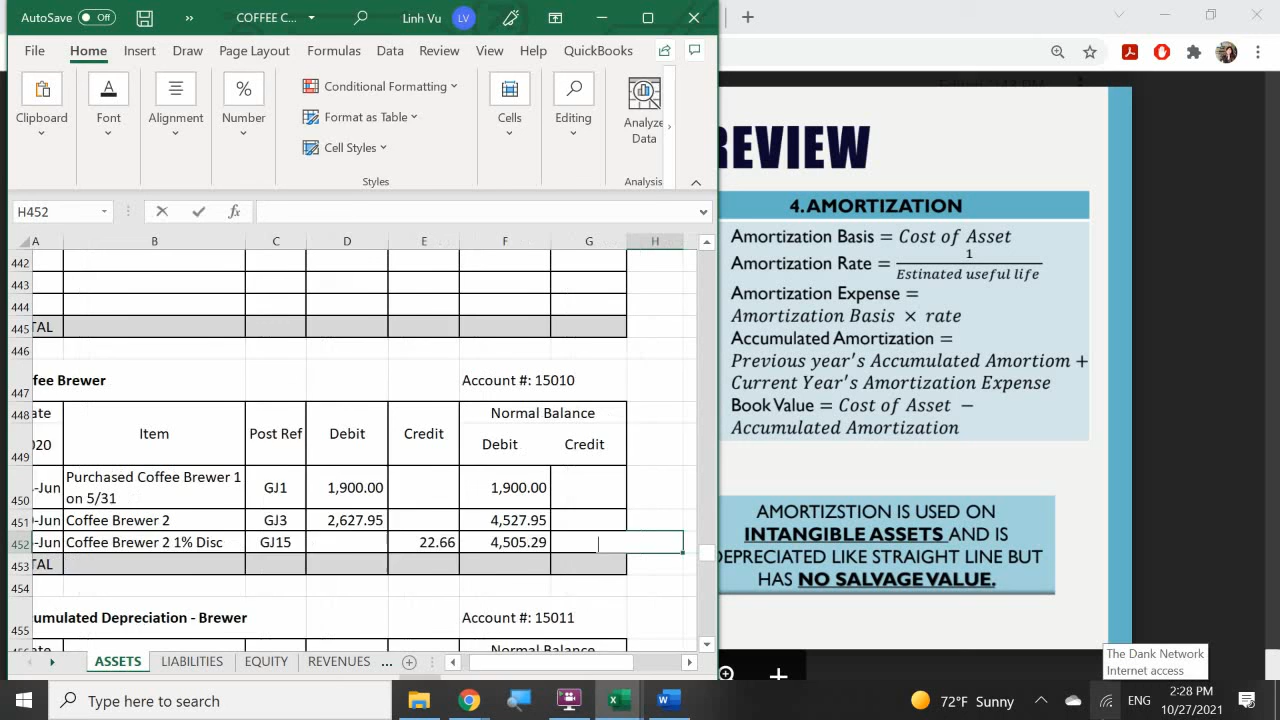 AutoSave Off » COFFEE C... Linh Vu LV
File Home Insert Draw Page Layout Formulas Data Review View Help QuickBooks
Clipboard Font Alignment Number Conditional Formatting Format as Table Cell Styles Cells Editing Analyze Data
Styles Analysis
H452 fx
A B C D E F G H
442
443
444
445 TAL
446
447 fee Brewer Account #: 15010
448 ate Normal Balance
449 020 Item Post Ref Debit Credit Debit Credit
450 -Jun Purchased Coffee Brewer 1 on 5/31 GJ1 1,900.00 1,900.00
451 -Jun Coffee Brewer 2 GJ3 2,627.95 4,527.95
452 -Jun Coffee Brewer 2 1% Disc GJ15 22.66 4,505.29
453 TAL
454
455 umulated Depreciation - Brewer Account #: 15011
Normal Balance
ASSETS LIABILITIES EQUITY REVENUES ...
REVIEW
4. AMORTIZATION
Amortization Basis = Cost of Asset
Amortization Rate = 1 / Estinated useful life
Amortization Expense =
Amortization Basis × rate
Accumulated Amortization =
Previous year's Accumulated Amortiom +
Current Year's Amortization Expense
Book Value = Cost of Asset −
Accumulated Amortization
AMORTIZSTION IS USED ON
INTANGIBLE ASSETS AND IS
DEPRECIATED LIKE STRAIGHT LINE BUT
HAS NO SALVAGE VALUE.
The Dank Network
Internet access
Type here to search
72°F Sunny ENG 2:28 PM
10/27/2021